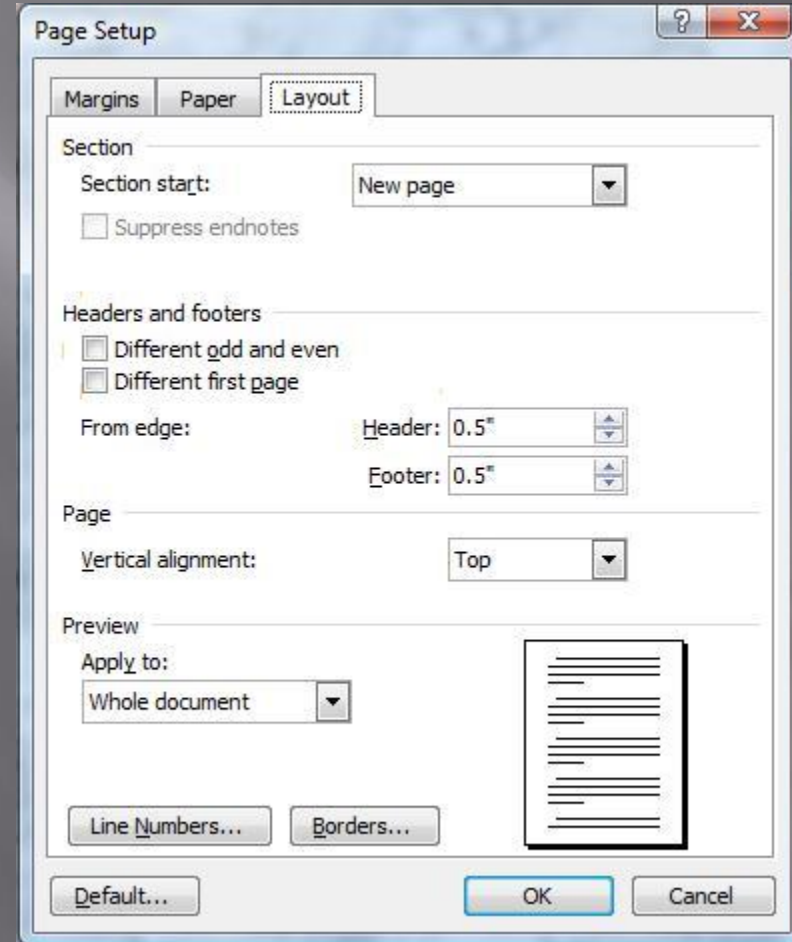 Page Setup
Margins Paper Layout
Section
Section start: New page
Suppress endnotes
Headers and footers
Different odd and even
Different first page
From edge: Header: 0.5"
Footer: 0.5"
Page
Vertical alignment: Top
Preview
Apply to:
Whole document
Line Numbers... Borders...
Default... OK Cancel